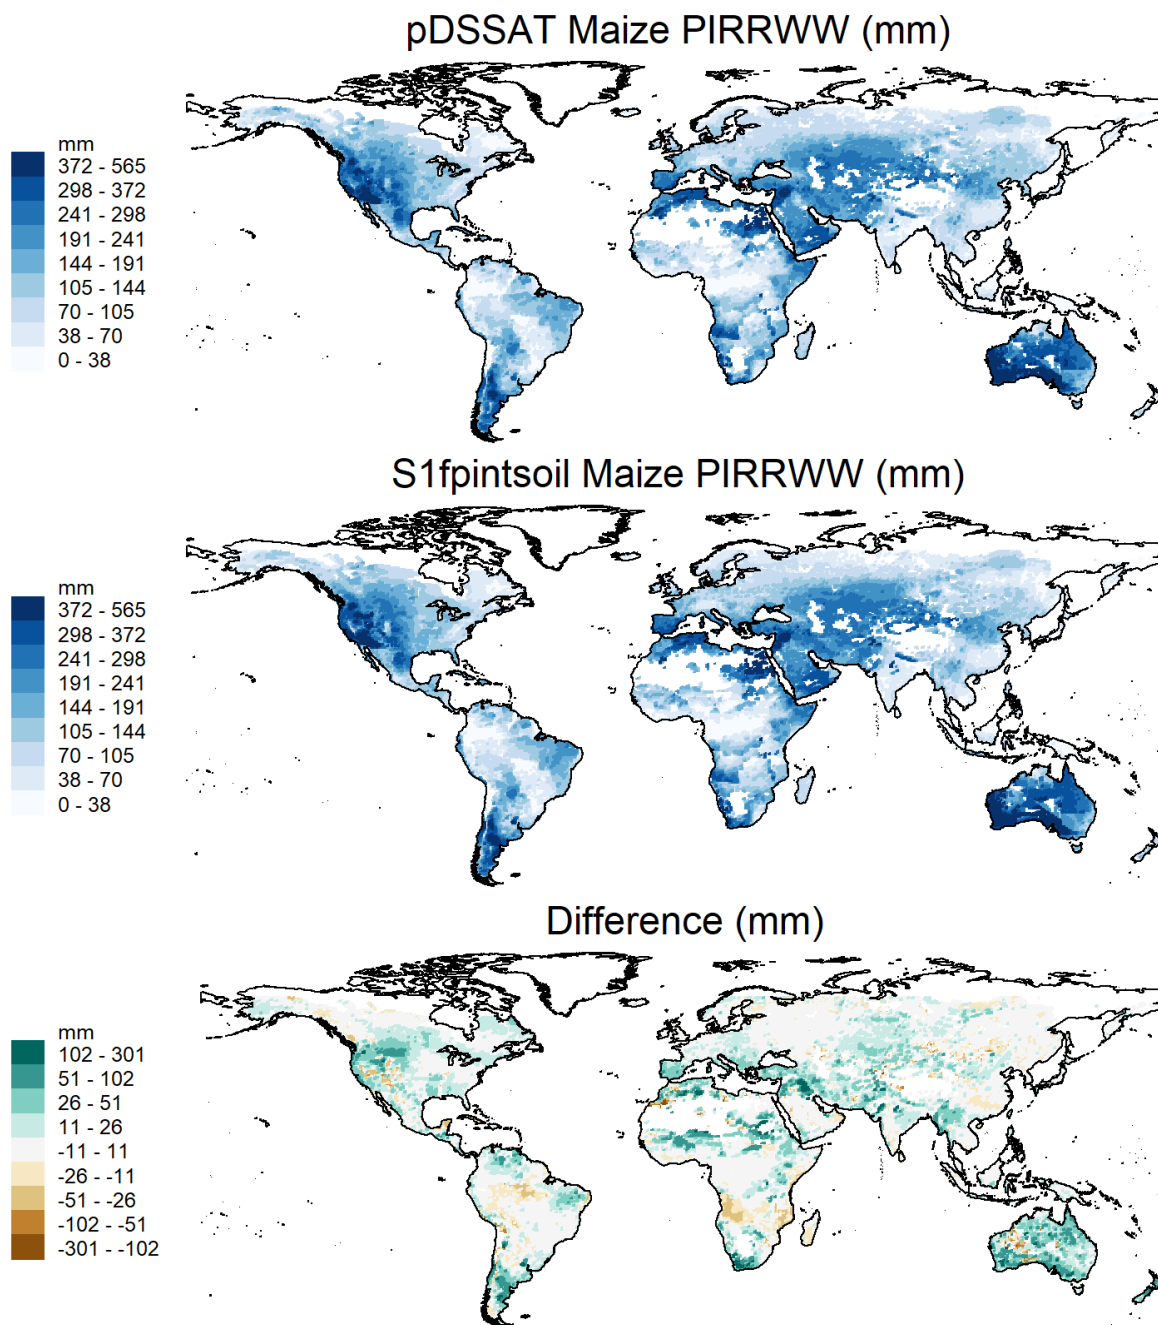 pDSSAT Maize PIRRWW (mm)
mm
372 - 565
298 - 372
241 - 298
191 - 241
144 - 191
105 - 144
70 - 105
38 - 70
0 - 38
S1fpintsoil Maize PIRRWW (mm)
mm
372 - 565
298 - 372
241 - 298
191 - 241
144 - 191
105 - 144
70 - 105
38 - 70
0 - 38
Difference (mm)
mm
102 - 301
51 - 102
26 - 51
11 - 26
-11 - 11
-26 - -11
-51 - -26
-102 - -51
-301 - -102